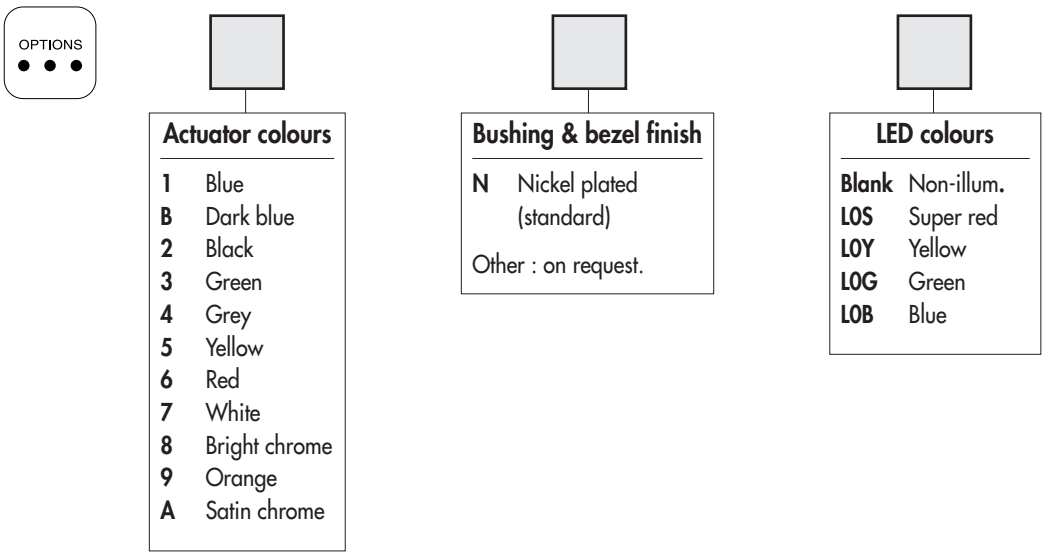 OPTIONS
Actuator colours
1 Blue
B Dark blue
2 Black
3 Green
4 Grey
5 Yellow
6 Red
7 White
8 Bright chrome
9 Orange
A Satin chrome
Bushing & bezel finish
N Nickel plated
(standard)
Other : on request.
LED colours
Blank Non-illum.
L0S Super red
L0Y Yellow
L0G Green
L0B Blue